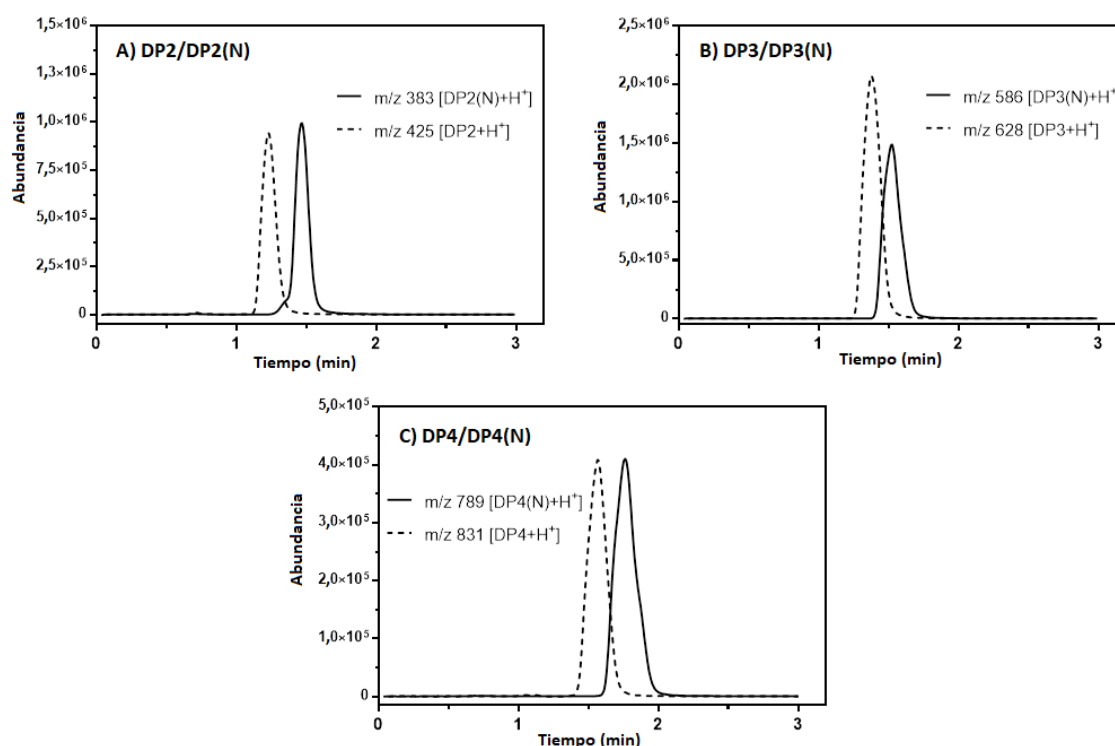 A) DP2/DP2(N)
1,5×10⁶
1,3×10⁶
1,0×10⁶
7,5×10⁵
5,0×10⁵
2,5×10⁵
0
Abundancia
m/z 383 [DP2(N)+H⁺]
m/z 425 [DP2+H⁺]
0 1 2 3
Tiempo (min)
B) DP3/DP3(N)
2,5×10⁶
2,0×10⁶
1,5×10⁶
1,0×10⁶
5,0×10⁵
0
Abundancia
m/z 586 [DP3(N)+H⁺
m/z 628 [DP3+H⁺]
0 1 2 3
Tiempo (min)
C) DP4/DP4(N)
5,0×10⁵
4,0×10⁵
3,0×10⁵
2,0×10⁵
1,0×10⁵
0
Abundancia
m/z 789 [DP4(N)+H⁺]
m/z 831 [DP4+H⁺]
0 1 2 3
Tiempo (min)